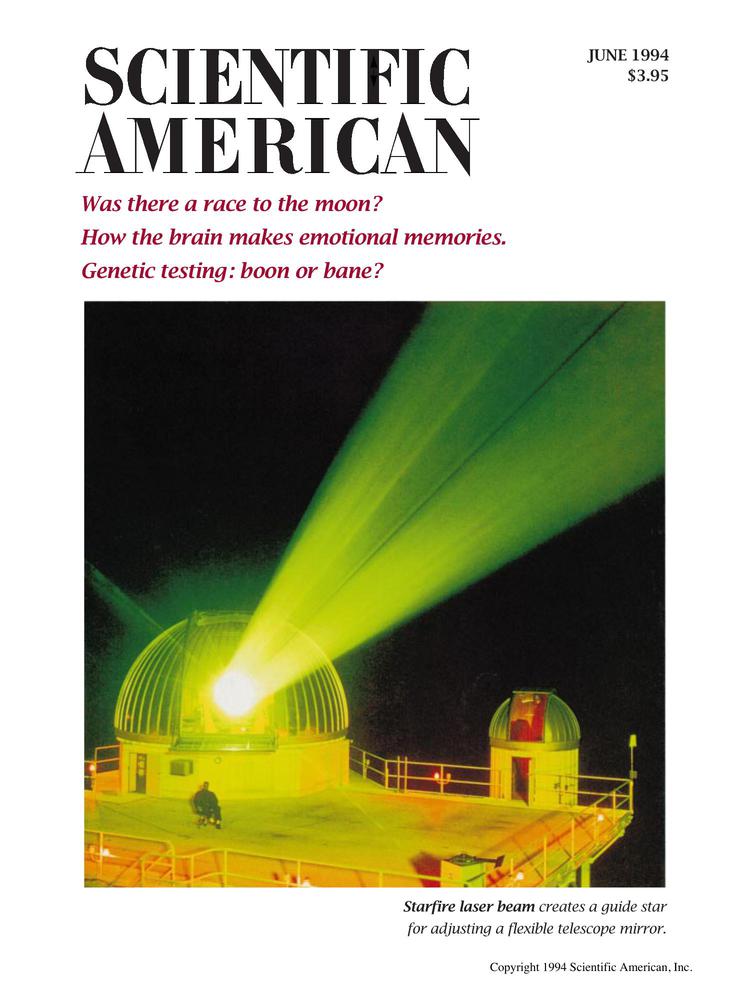 SCIENTIFIC
AMERICAN
JUNE 1994
$3.95
Was there a race to the moon?
How the brain makes emotional memories.
Genetic testing: boon or bane?
Starfire laser beam creates a guide star
for adjusting a flexible telescope mirror.
Copyright 1994 Scientific American, Inc.